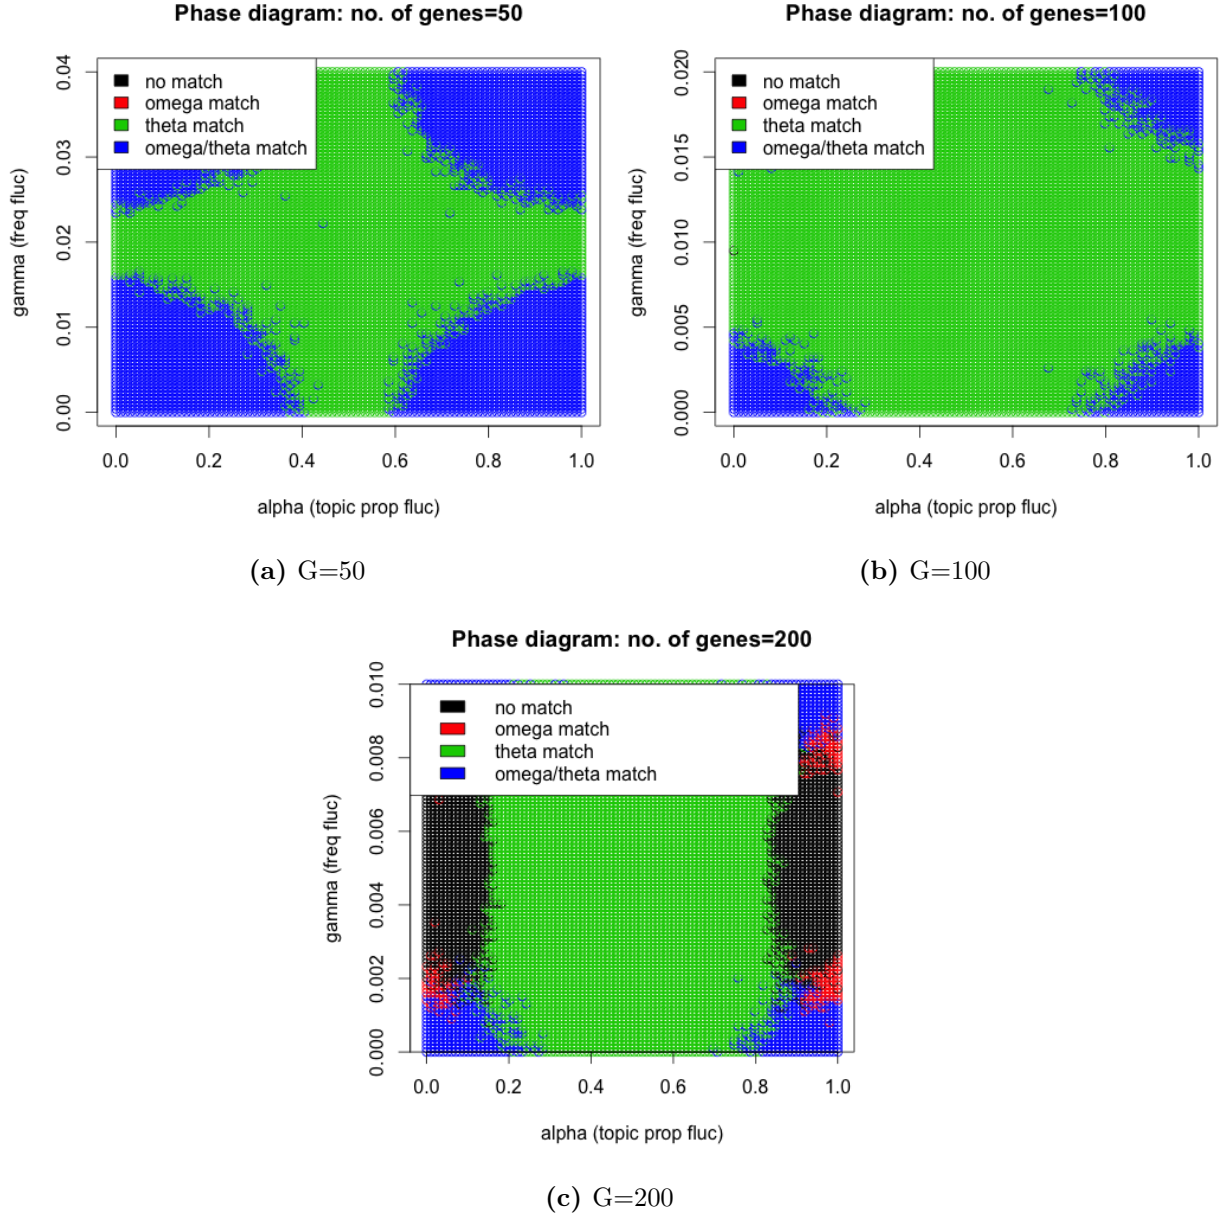 Phase diagram: no. of genes=50
no match
omega match
theta match
omega/theta match
0.04
0.03
0.02
0.01
0.00
gamma (freq fluc)
0.0 0.2 0.4 0.6 0.8 1.0
alpha (topic prop fluc)
(a) G=50
Phase diagram: no. of genes=100
no match
omega match
theta match
omega/theta match
0.020
0.015
0.010
0.005
0.000
gamma (freq fluc)
0.0 0.2 0.4 0.6 0.8 1.0
alpha (topic prop fluc)
(b) G=100
Phase diagram: no. of genes=200
no match
omega match
theta match
omega/theta match
0.010
0.008
0.006
0.004
0.002
0.000
gamma (freq fluc)
0.0 0.2 0.4 0.6 0.8 1.0
alpha (topic prop fluc)
(c) G=200